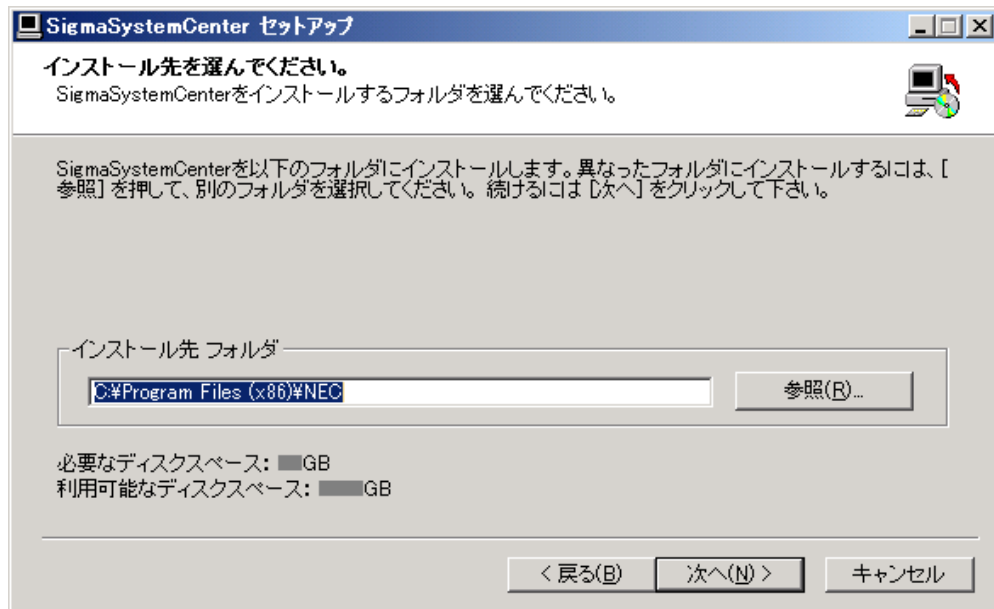 SigmaSystemCenter セットアップ
インストール先を選んでください。
SigmaSystemCenterをインストールするフォルダを選んでください。
SigmaSystemCenterを以下のフォルダにインストールします。異なったフォルダにインストールするには、[
参照] を押して、別のフォルダを選択してください。続けるには [次へ] をクリックして下さい。
インストール先 フォルダ
C:¥Program Files (x86)¥NEC
参照(R)...
必要なディスクスペース: GB
利用可能なディスクスペース: GB
< 戻る(B)
次へ(N) >
キャンセル